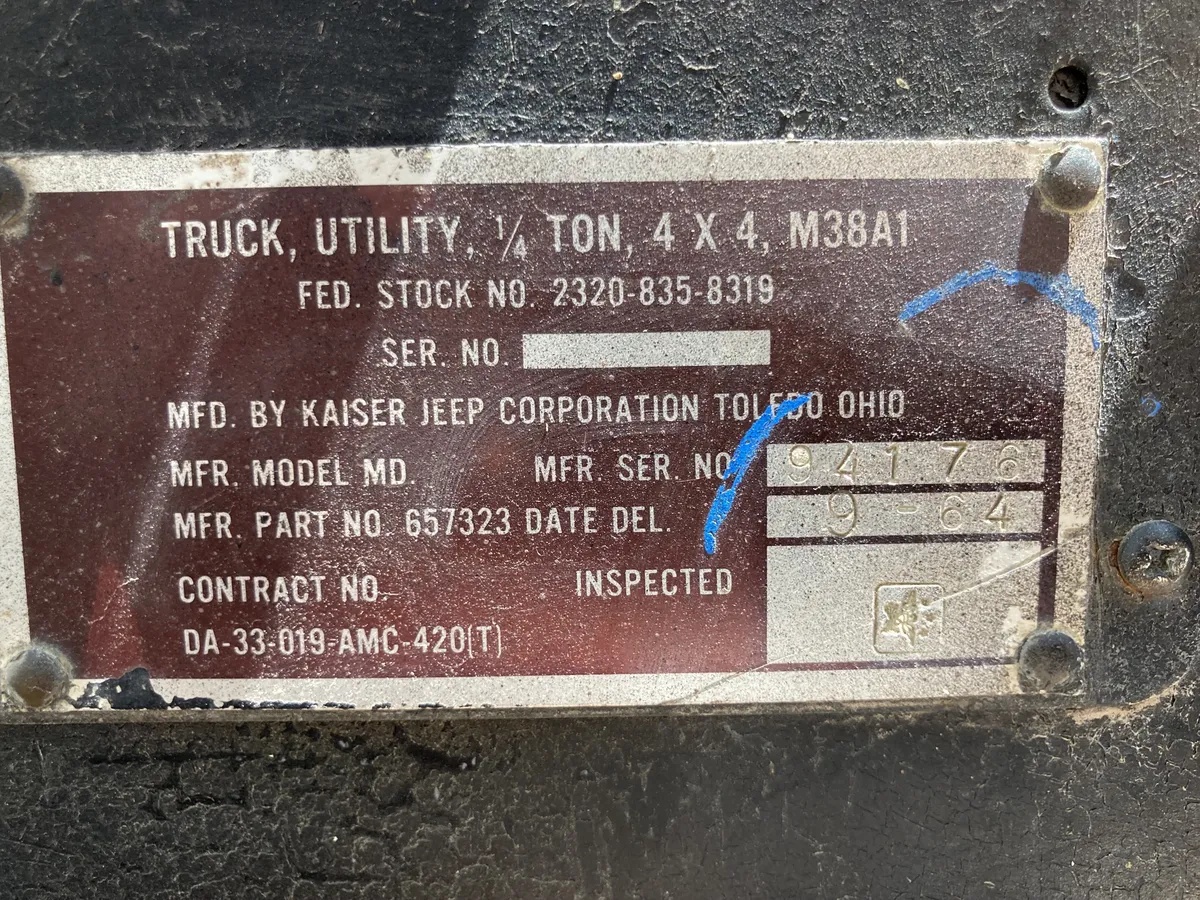 TRUCK, UTILITY, 1/4 TON, 4 X 4, M38A1
FED. STOCK NO. 2320-835-8319
SER. NO.
MFD. BY KAISER JEEP CORPORATION TOLEDO OHIO
MFR. MODEL MD. MFR. SER. NO. 94176
MFR. PART NO. 657323 DATE DEL. 9-64
CONTRACT NO INSPECTED
DA-33-019-AMC-420(T)